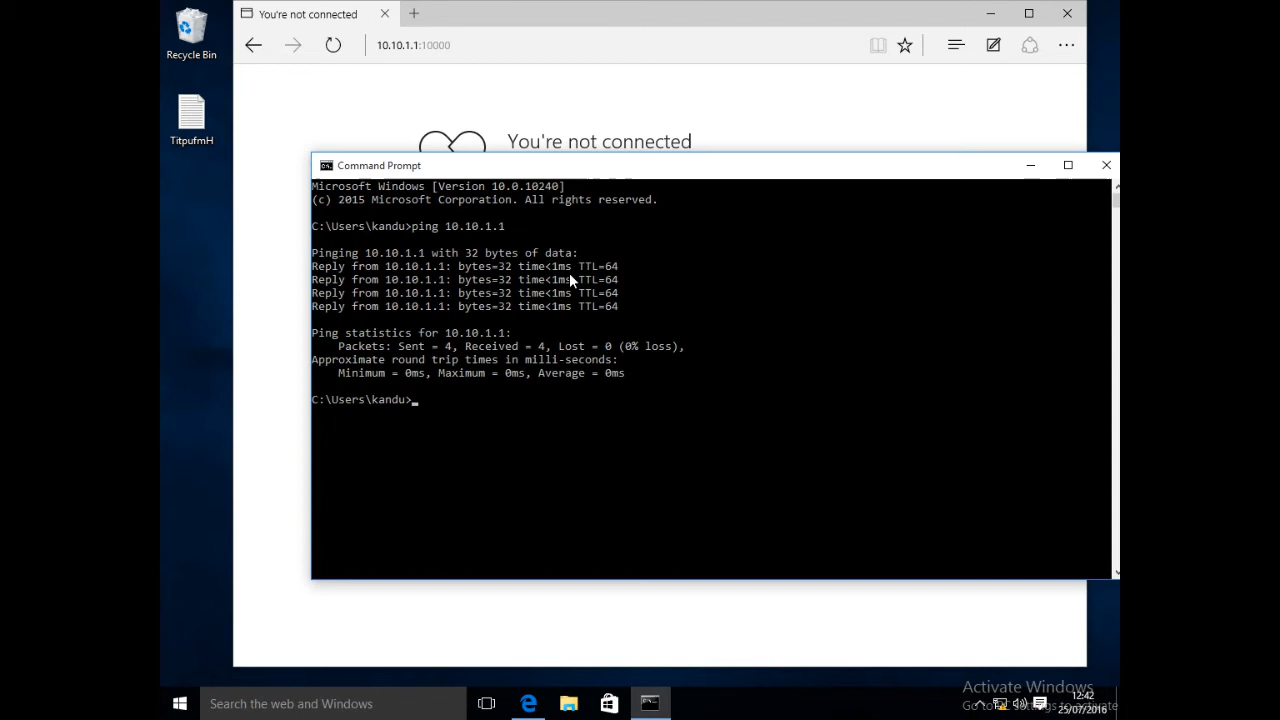 Recycle Bin
TitpufmH
You're not connected
10.10.1.1:10000
You're not connected
Command Prompt
Microsoft Windows [Version 10.0.10240]
(c) 2015 Microsoft Corporation. All rights reserved.
C:\Users\kandu>ping 10.10.1.1
Pinging 10.10.1.1 with 32 bytes of data:
Reply from 10.10.1.1: bytes=32 time<1ms TTL=64
Reply from 10.10.1.1: bytes=32 time<1ms TTL=64
Reply from 10.10.1.1: bytes=32 time<1ms TTL=64
Reply from 10.10.1.1: bytes=32 time<1ms TTL=64
Ping statistics for 10.10.1.1:
Packets: Sent = 4, Received = 4, Lost = 0 (0% loss),
Approximate round trip times in milli-seconds:
Minimum = 0ms, Maximum = 0ms, Average = 0ms
C:\Users\kandu>
Search the web and Windows
Activate Windows
12:42
25/07/2016